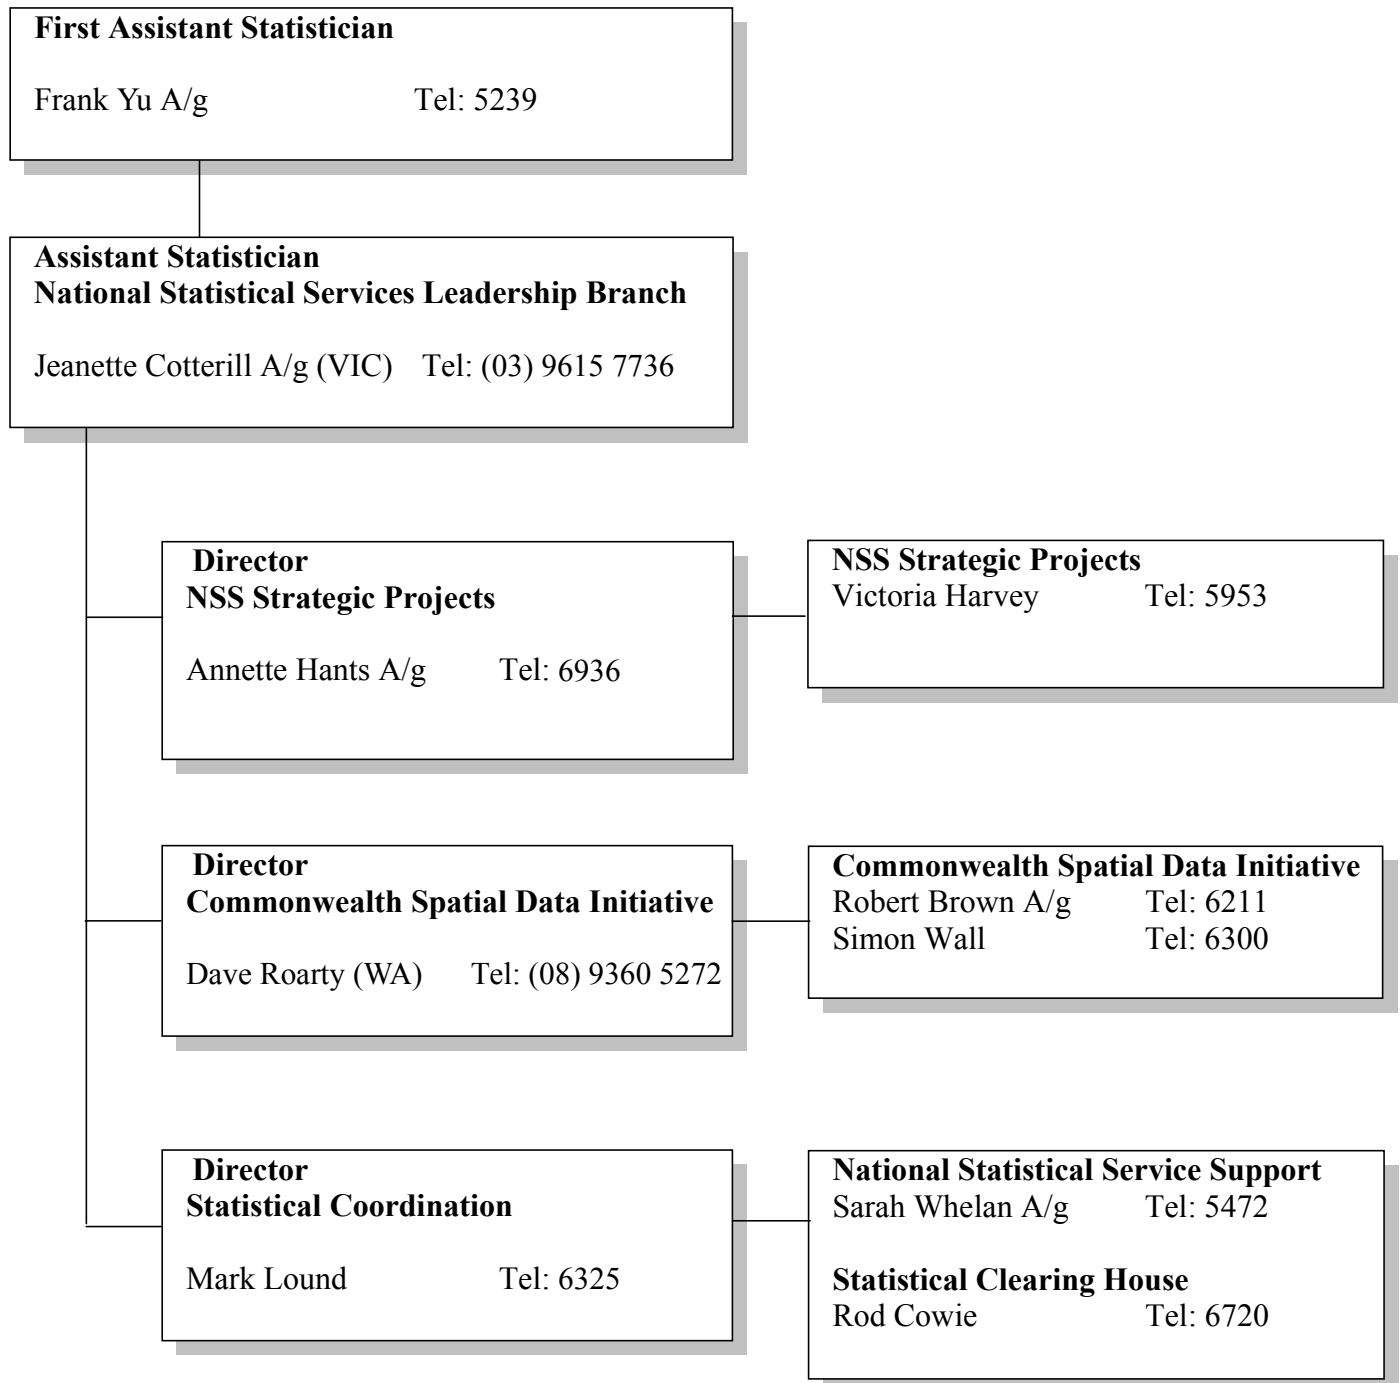 First Assistant Statistician
Frank Yu A/g Tel: 5239
Assistant Statistician
National Statistical Services Leadership Branch
Jeanette Cotterill A/g (VIC) Tel: (03) 9615 7736
Director
NSS Strategic Projects
Annette Hants A/g Tel: 6936
NSS Strategic Projects
Victoria Harvey Tel: 5953
Director
Commonwealth Spatial Data Initiative
Dave Roarty (WA) Tel: (08) 9360 5272
Commonwealth Spatial Data Initiative
Robert Brown A/g Tel: 6211
Simon Wall Tel: 6300
Director
Statistical Coordination
Mark Lound Tel: 6325
National Statistical Service Support
Sarah Whelan A/g Tel: 5472
Statistical Clearing House
Rod Cowie Tel: 6720